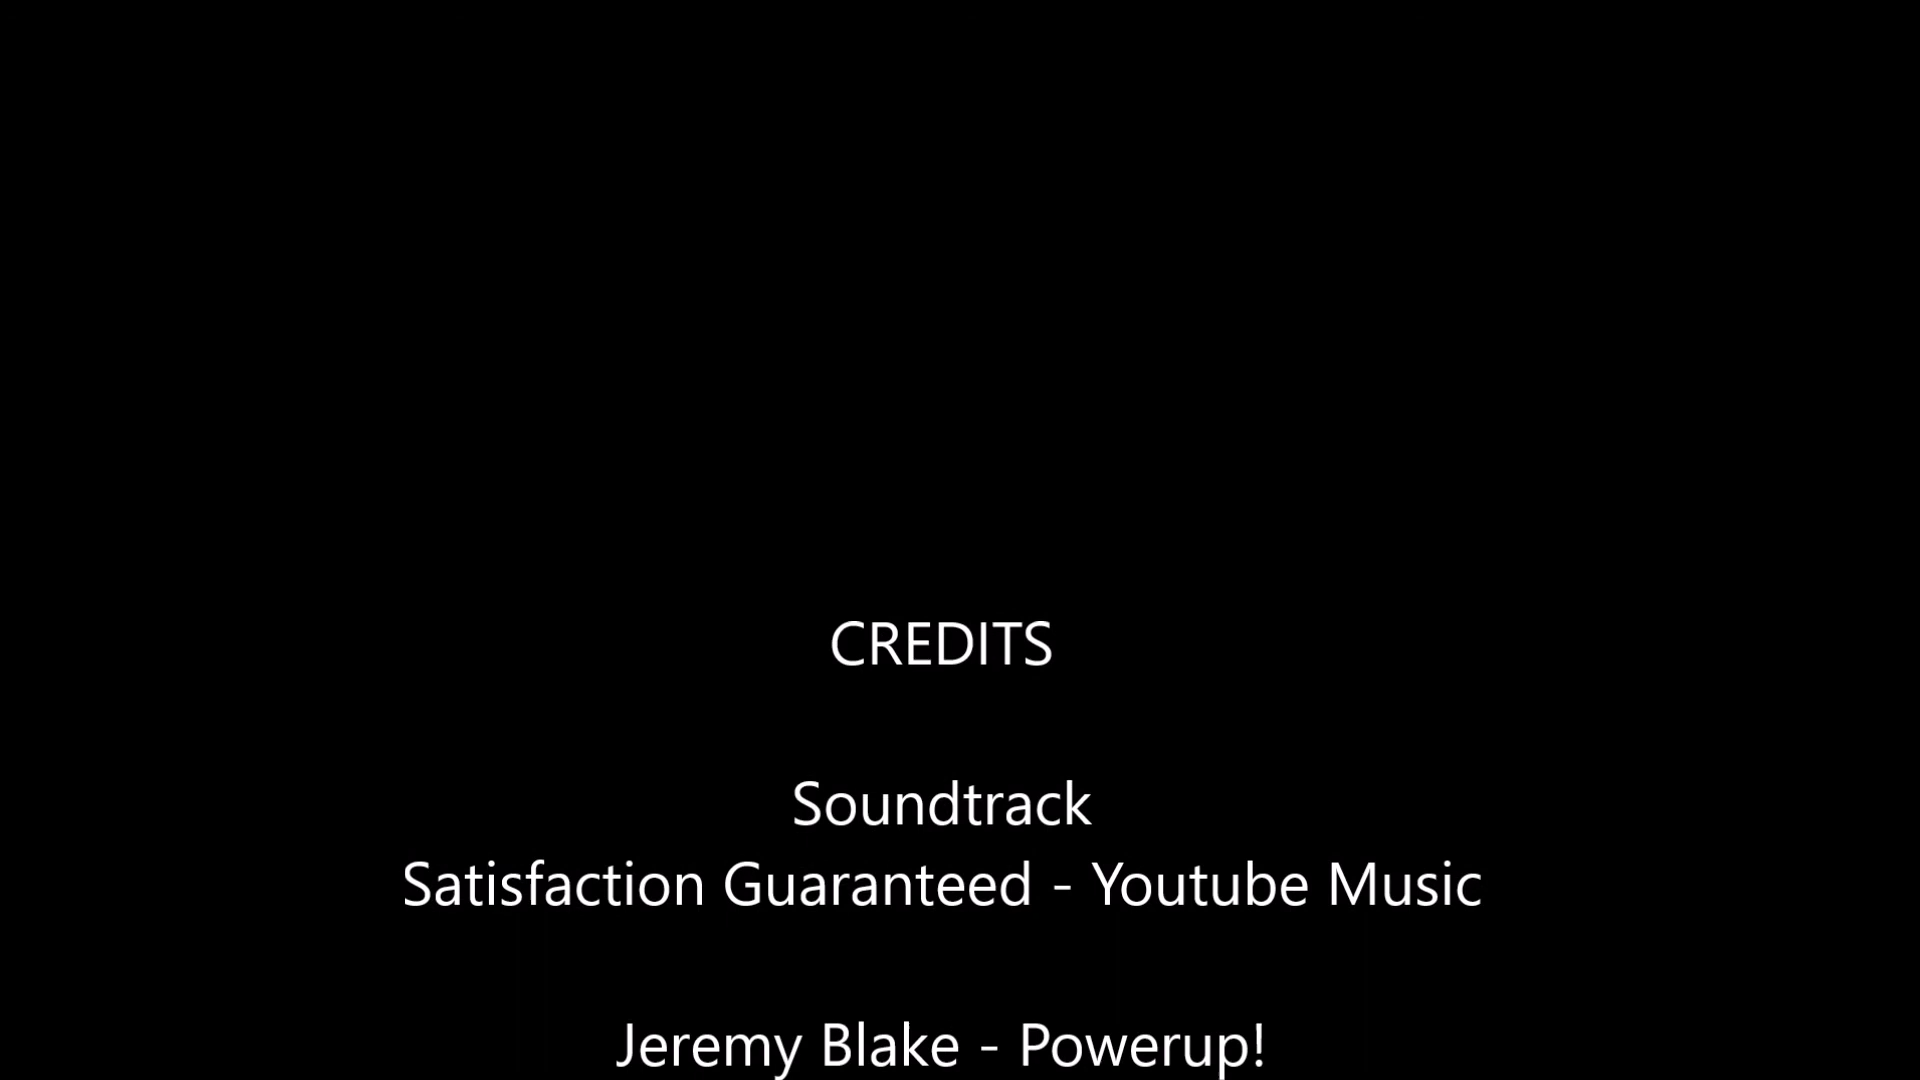 CREDITS
Soundtrack
Satisfaction Guaranteed - Youtube Music
Jeremy Blake - Powerup!